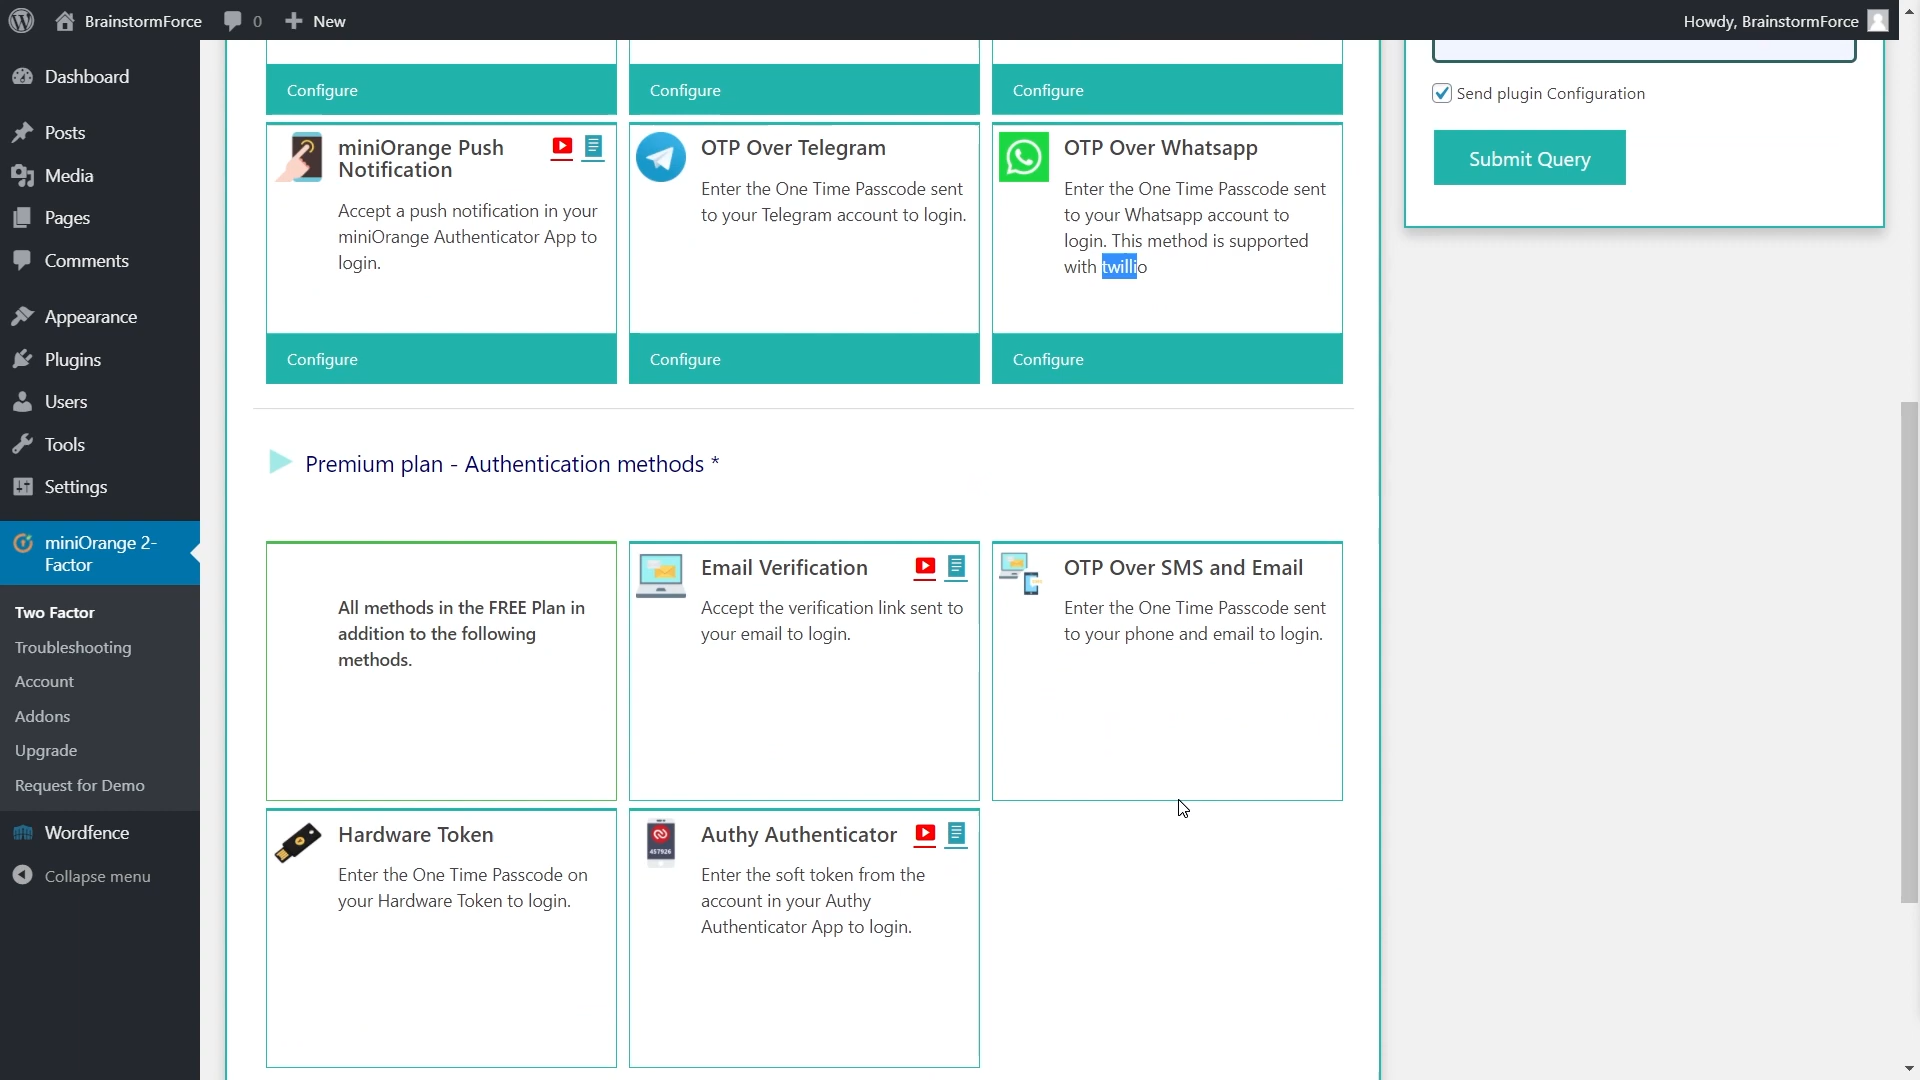 BrainstormForce 0 New Howdy, BrainstormForce
Dashboard
Posts
Media
Pages
Comments
Appearance
Plugins
Users
Tools
Settings
miniOrange 2-
Factor
Two Factor
Troubleshooting
Account
Addons
Upgrade
Request for Demo
Wordfence
Collapse menu
Configure
Configure
Configure
miniOrange Push
Notification
Accept a push notification in your
miniOrange Authenticator App to
login.
Configure
OTP Over Telegram
Enter the One Time Passcode sent
to your Telegram account to login.
Configure
OTP Over Whatsapp
Enter the One Time Passcode sent
to your Whatsapp account to
login. This method is supported
with twillio
Configure
Premium plan - Authentication methods *
All methods in the FREE Plan in
addition to the following
methods.
Email Verification
Accept the verification link sent to
your email to login.
OTP Over SMS and Email
Enter the One Time Passcode sent
to your phone and email to login.
Hardware Token
Enter the One Time Passcode on
your Hardware Token to login.
457926
Authy Authenticator
Enter the soft token from the
account in your Authy
Authenticator App to login.
Send plugin Configuration
Submit Query